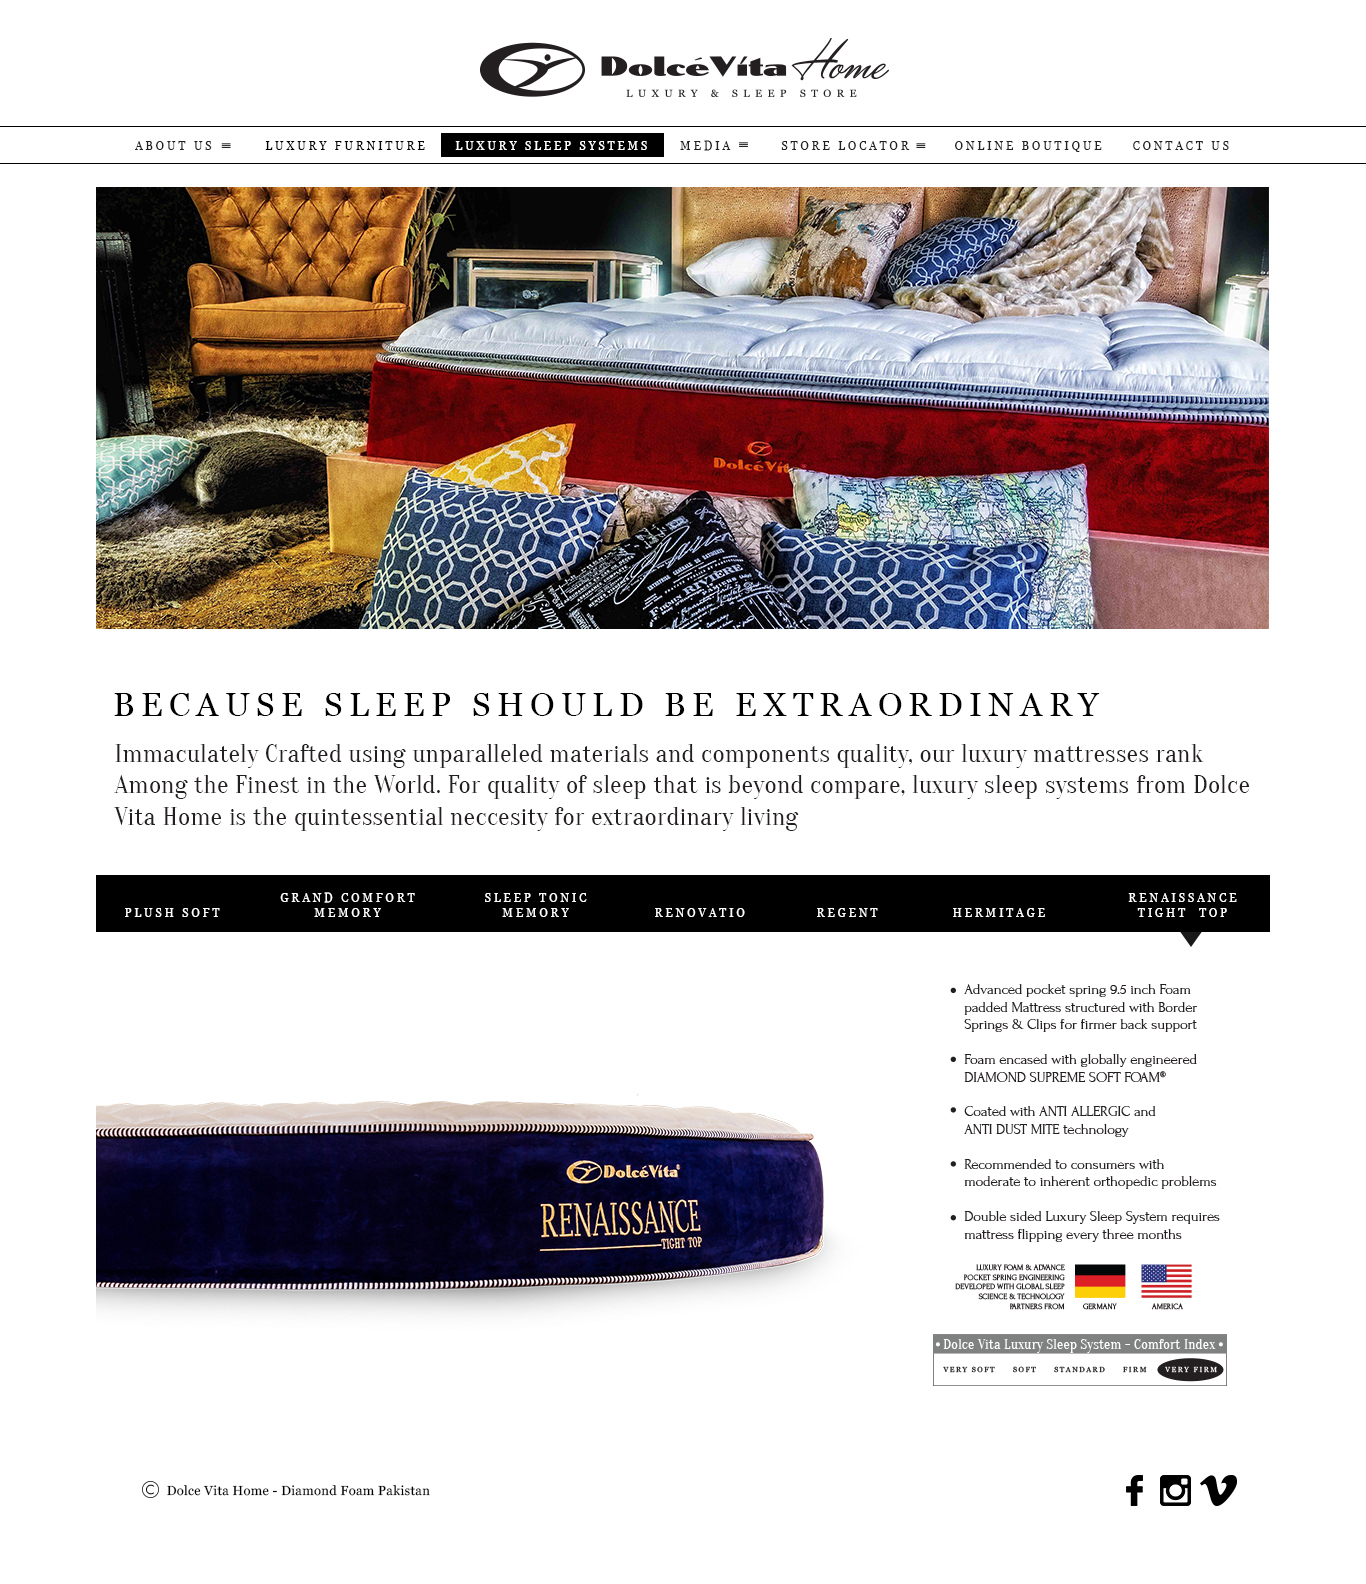 DolcéVita Home
LUXURY & SLEEP STORE
ABOUT US LUXURY FURNITURE LUXURY SLEEP SYSTEMS MEDIA STORE LOCATOR ONLINE BOUTIQUE CONTACT US
DolcéVit
RIVIÈRE
BECAUSE SLEEP SHOULD BE EXTRAORDINARY
Immaculately Crafted using unparalleled materials and components quality, our luxury mattresses rank
Among the Finest in the World. For quality of sleep that is beyond compare, luxury sleep systems from Dolce
Vita Home is the quintessential neccesity for extraordinary living
PLUSH SOFT
GRAND COMFORT
MEMORY
SLEEP TONIC
MEMORY
RENOVATIO
REGENT
HERMITAGE
RENAISSANCE
TIGHT TOP
• Advanced pocket spring 9.5 inch Foam
padded Mattress structured with Border
Springs & Clips for firmer back support
• Foam encased with globally engineered
DIAMOND SUPREME SOFT FOAM®
• Coated with ANTI ALLERGIC and
ANTI DUST MITE technology
• Recommended to consumers with
moderate to inherent orthopedic problems
• Double sided Luxury Sleep System requires
mattress flipping every three months
DolcéVita®
RENAISSANCE
TIGHT TOP
LUXURY FOAM & ADVANCE
POCKET SPRING ENGINEERING
DEVELOPED WITH GLOBAL SLEEP
SCIENCE & TECHNOLOGY
PARTNERS FROM
GERMANY
AMERICA
• Dolce Vita Luxury Sleep System - Comfort Index •
VERY SOFT SOFT STANDARD FIRM VERY FIRM
© Dolce Vita Home - Diamond Foam Pakistan